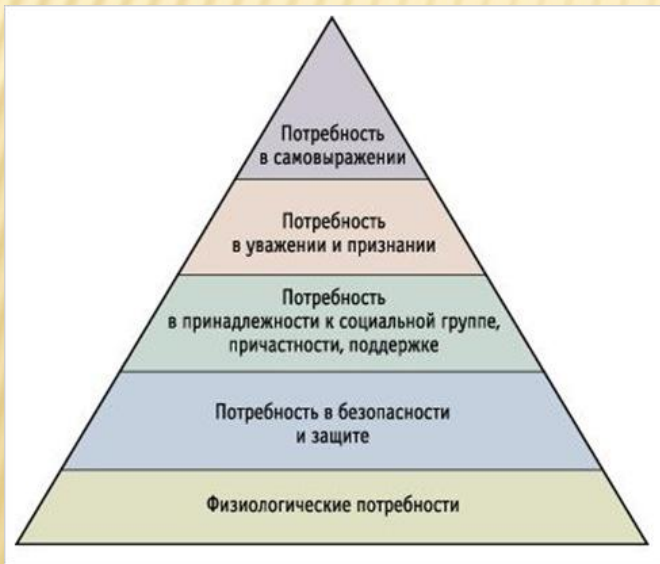 Потребность
в самовыражении
Потребность
в уважении и признании
Потребность
в принадлежности к социальной группе,
причастности, поддержке
Потребность в безопасности
и защите
Физиологические потребности